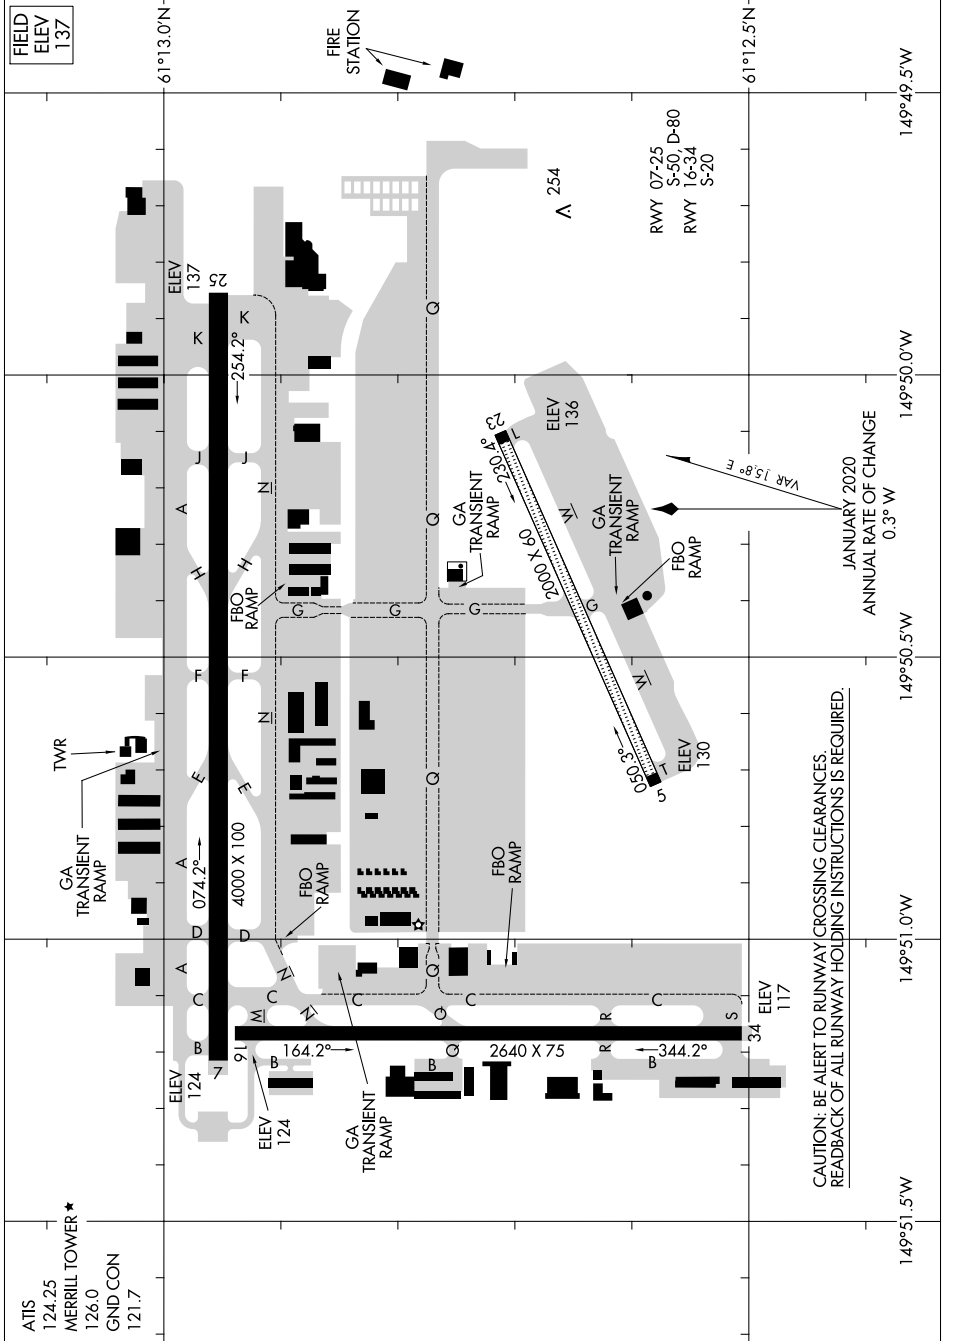 FIELD
ELEV
137
61°13.0'N
61°12.5'N
FIRE
STATION
149°49.5'W
254
RWY 07-25
S-50, D-80
RWY 16-34
S-20
ELEV
137
25
K
K
254.2°
Q
149°50.0'W
J
J
A
N
H
H
FBO
RAMP
G
G
G
G
Q
GA
TRANSIENT
RAMP
23
L
230.4°
ELEV
136
2000 X 60
M
GA
TRANSIENT
RAMP
FBO
RAMP
VAR 15.8° E
JANUARY 2020
ANNUAL RATE OF CHANGE
0.3° W
149°50.5'W
F
F
N
TWR
E
E
Q
M
050.3°
5
T
ELEV
130
GA
TRANSIENT
RAMP
A
074.2°
4000 X 100
FBO
RAMP
FBO
RAMP
D
D
149°51.0'W
A
C
C
N
N
M
C
C
C
Q
Q
Q
R
R
S
B
B
B
B
7
16
34
ELEV
117
ELEV
124
ELEV
124
164.2°
2640 X 75
344.2°
GA
TRANSIENT
RAMP
CAUTION: BE ALERT TO RUNWAY CROSSING CLEARANCES.
READBACK OF ALL RUNWAY HOLDING INSTRUCTIONS IS REQUIRED.
149°51.5'W
ATIS
124.25
MERRILL TOWER ★
126.0
GND CON
121.7